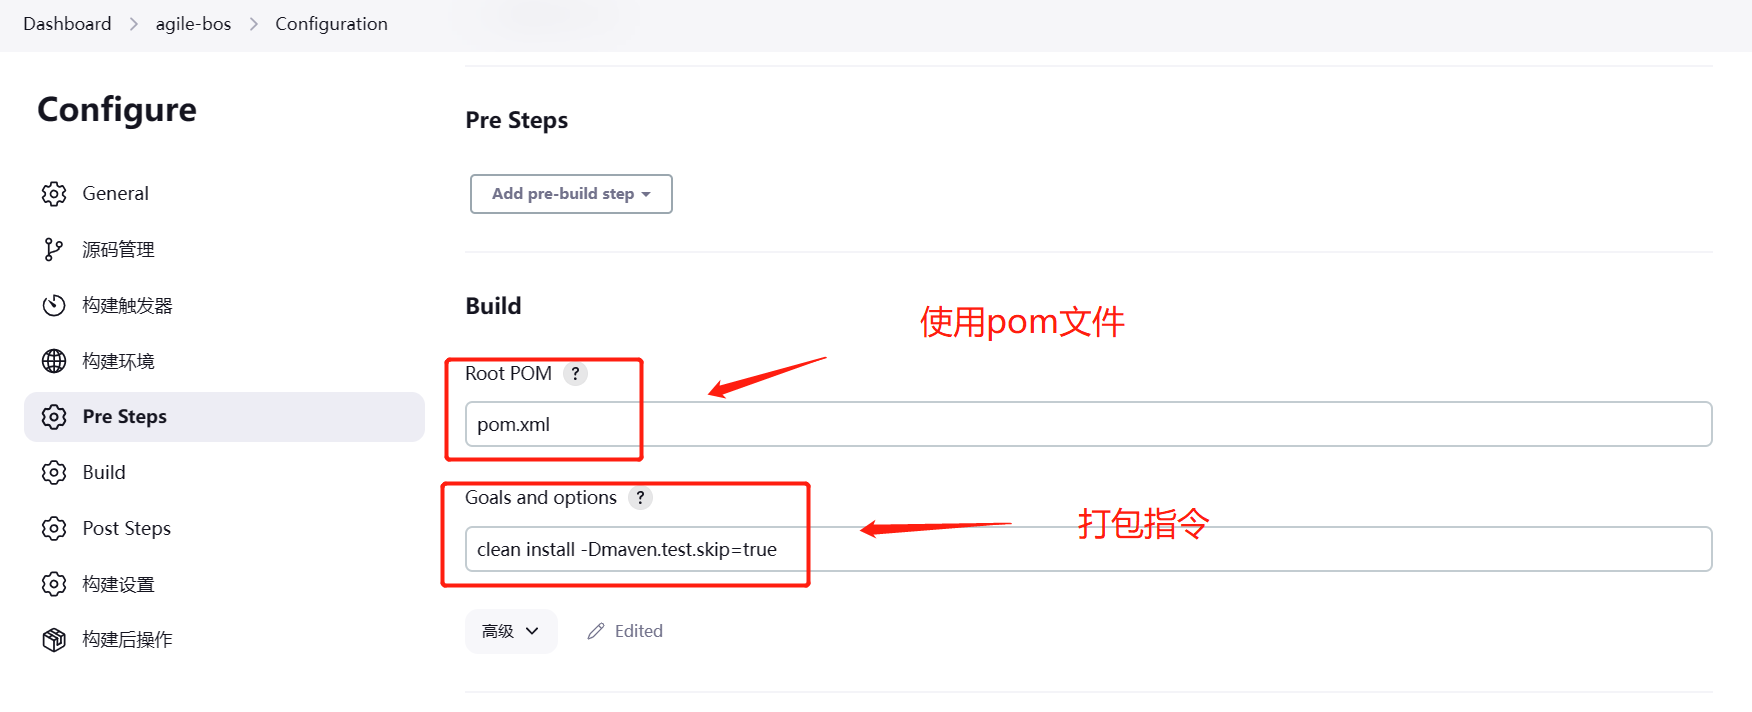 Dashboard > agile-bos > Configuration
Configure
General
源码管理
构建触发器
构建环境
Pre Steps
Build
Post Steps
构建设置
构建后操作
Pre Steps
Add pre-build step
Build
使用pom文件
Root POM ?
pom.xml
Goals and options ?
打包指令
clean install -Dmaven.test.skip=true
高级
Edited